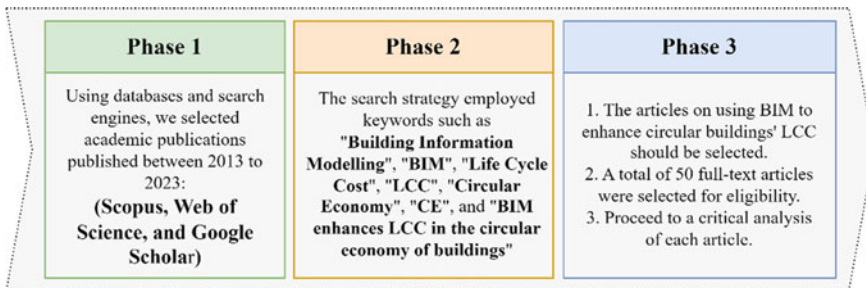 Phase 1
Using databases and search
engines, we selected
academic publications
published between 2013 to
2023:
(Scopus, Web of
Science, and Google
Scholar)
Phase 2
The search strategy employed
keywords such as
"Building Information
Modelling", "BIM", "Life Cycle
Cost", "LCC", "Circular
Economy", "CE", and "BIM
enhances LCC in the circular
economy of buildings"
Phase 3
1. The articles on using BIM to
enhance circular buildings' LCC
should be selected.
2. A total of 50 full-text articles
were selected for eligibility.
3. Proceed to a critical analysis
of each article.